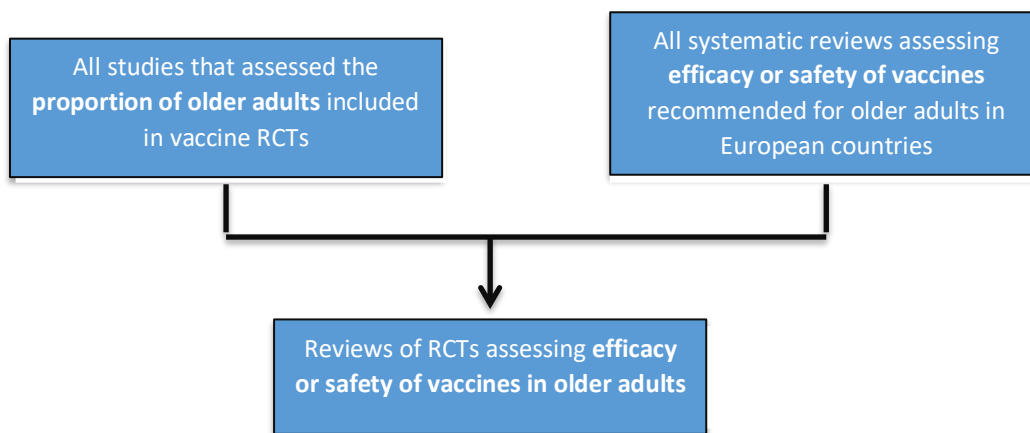 All studies that assessed the
proportion of older adults included
in vaccine RCTs
All systematic reviews assessing
efficacy or safety of vaccines
recommended for older adults in
European countries
Reviews of RCTs assessing efficacy
or safety of vaccines in older adults